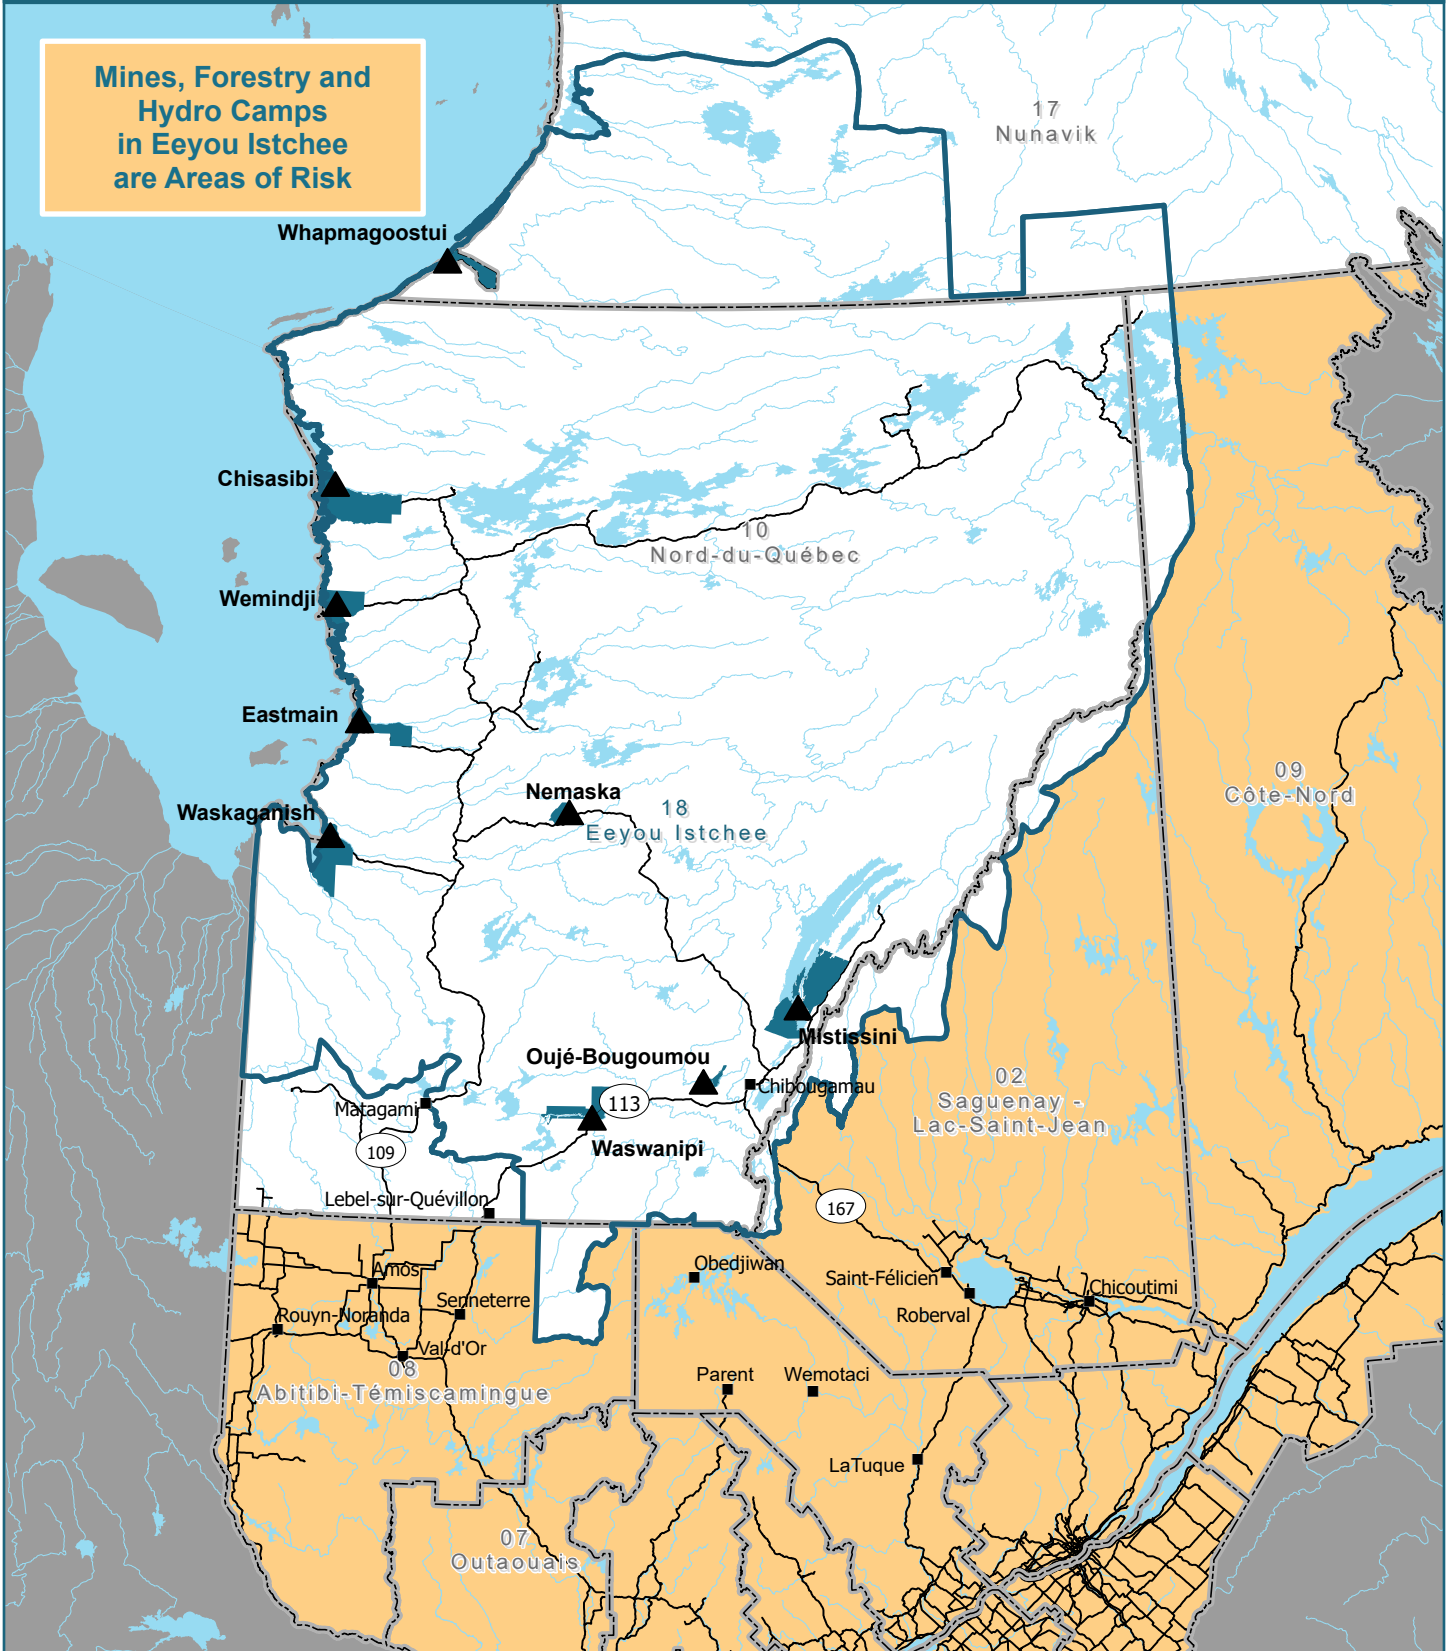 Mines, Forestry and
Hydro Camps
in Eeyou Istchee
are Areas of Risk
17
Nunavik
Whapmagoostui
Chisasibi
10
Nord-du-Québec
Wemindji
Eastmain
09
Côte-Nord
Nemaska
18
Eeyou Istchee
Waskaganish
Mistissini
Oujé-Bougoumou
Chibougamau
02
Saguenay -
Lac-Saint-Jean
Matagami
113
Waswanipi
109
Lebel-sur-Quévillon
167
Obedjiwan
Amos
Saint-Félicien
Chicoutimi
Senneterre
Rouyn-Noranda
Roberval
Val-d'Or
08
Abitibi-Témiscamingue
Parent
Wemotaci
LaTuque
07
Outaouais